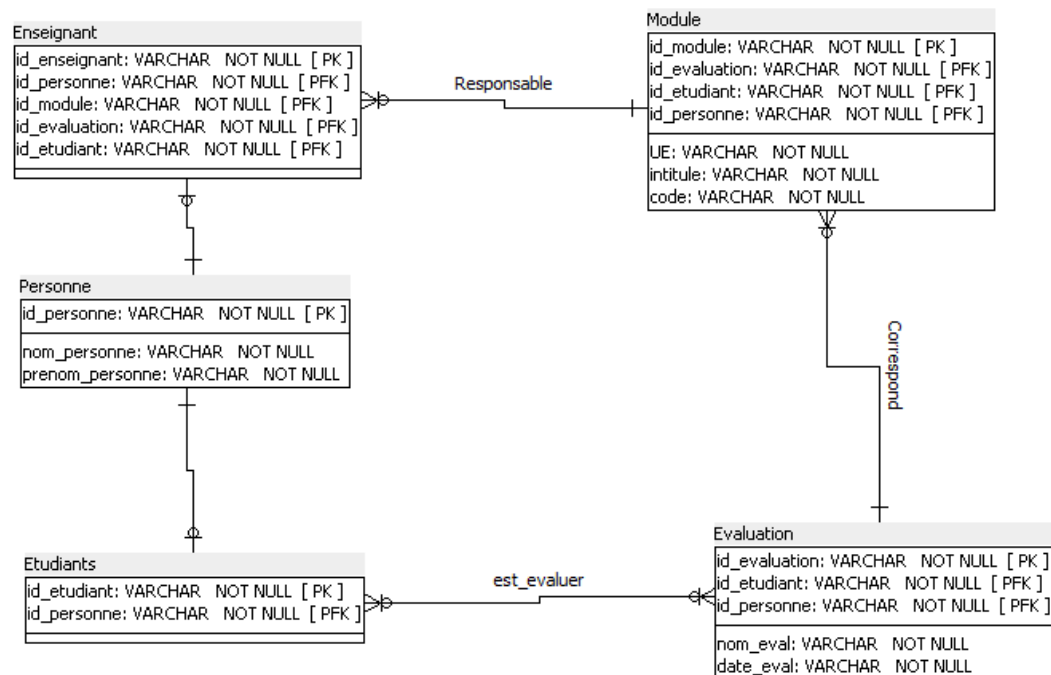 Enseignant
id_enseignant: VARCHAR NOT NULL [ PK ]
id_personne: VARCHAR NOT NULL [ PFK ]
id_module: VARCHAR NOT NULL [ PFK ]
id_evaluation: VARCHAR NOT NULL [ PFK ]
id_etudiant: VARCHAR NOT NULL [ PFK ]
Responsable
Module
id_module: VARCHAR NOT NULL [ PK ]
id_evaluation: VARCHAR NOT NULL [ PFK ]
id_etudiant: VARCHAR NOT NULL [ PFK ]
id_personne: VARCHAR NOT NULL [ PFK ]
UE: VARCHAR NOT NULL
intitule: VARCHAR NOT NULL
code: VARCHAR NOT NULL
Personne
id_personne: VARCHAR NOT NULL [ PK ]
nom_personne: VARCHAR NOT NULL
prenom_personne: VARCHAR NOT NULL
Correspond
Etudiants
id_etudiant: VARCHAR NOT NULL [ PK ]
id_personne: VARCHAR NOT NULL [ PFK ]
est_evaluer
Evaluation
id_evaluation: VARCHAR NOT NULL [ PK ]
id_etudiant: VARCHAR NOT NULL [ PFK ]
id_personne: VARCHAR NOT NULL [ PFK ]
nom_eval: VARCHAR NOT NULL
date_eval: VARCHAR NOT NULL